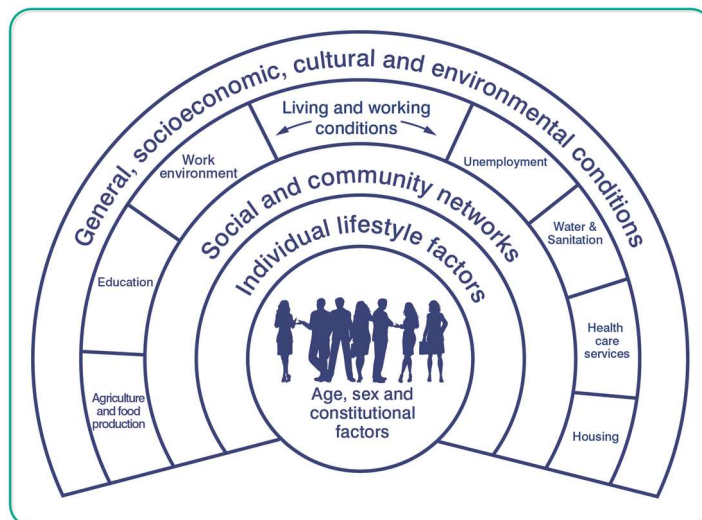 General, socioeconomic, cultural and environmental conditions
Living and working
conditions
Agriculture
and food
production
Education
Work
environment
Unemployment
Water &
Sanitation
Health
care
services
Housing
Social and community networks
Individual lifestyle factors
Age, sex and
constitutional
factors